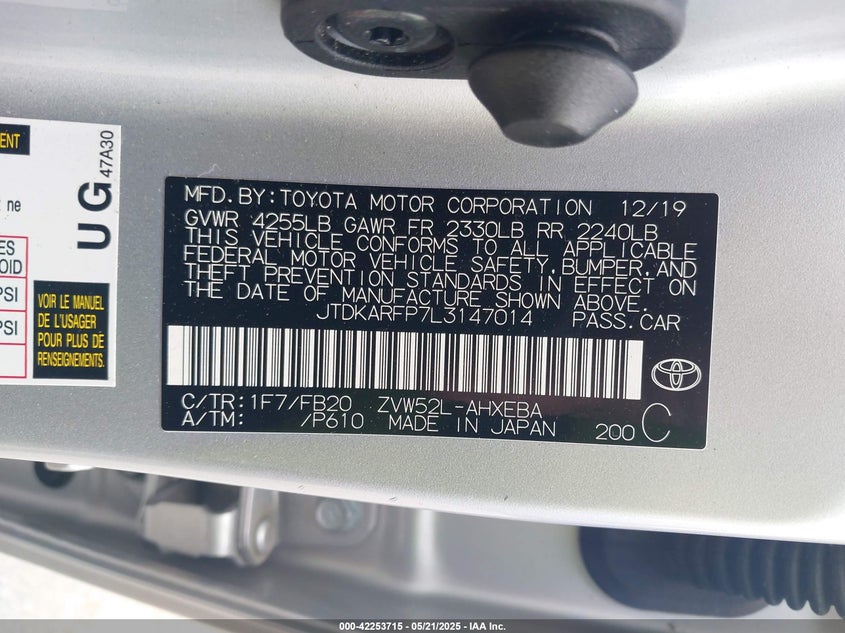 ENT
ne
ES
OID
PSI
PSI
UG
47A30
VOIR LE MANUEL
DE L'USAGER
POUR PLUS DE
RENSEIGNEMENTS.
MFD.BY:TOYOTA MOTOR CORPORATION 12/19
GVWR 4255LB GAWR FR 2330LB RR 2240LB
THIS VEHICLE CONFORMS TO ALL APPLICABLE
FEDERAL MOTOR VEHICLE SAFETY,BUMPER,AND
THEFT PREVENTION STANDARDS IN EFFECT ON
THE DATE OF MANUFACTURE SHOWN ABOVE.
JTDKARFP7L3147014 PASS.CAR
C/TR:1F7/FB20 ZVW52L-AHXEBA
A/TM: /P610 MADE IN JAPAN 200 C
000-42253715 - 05/21/2025 - IAA Inc.